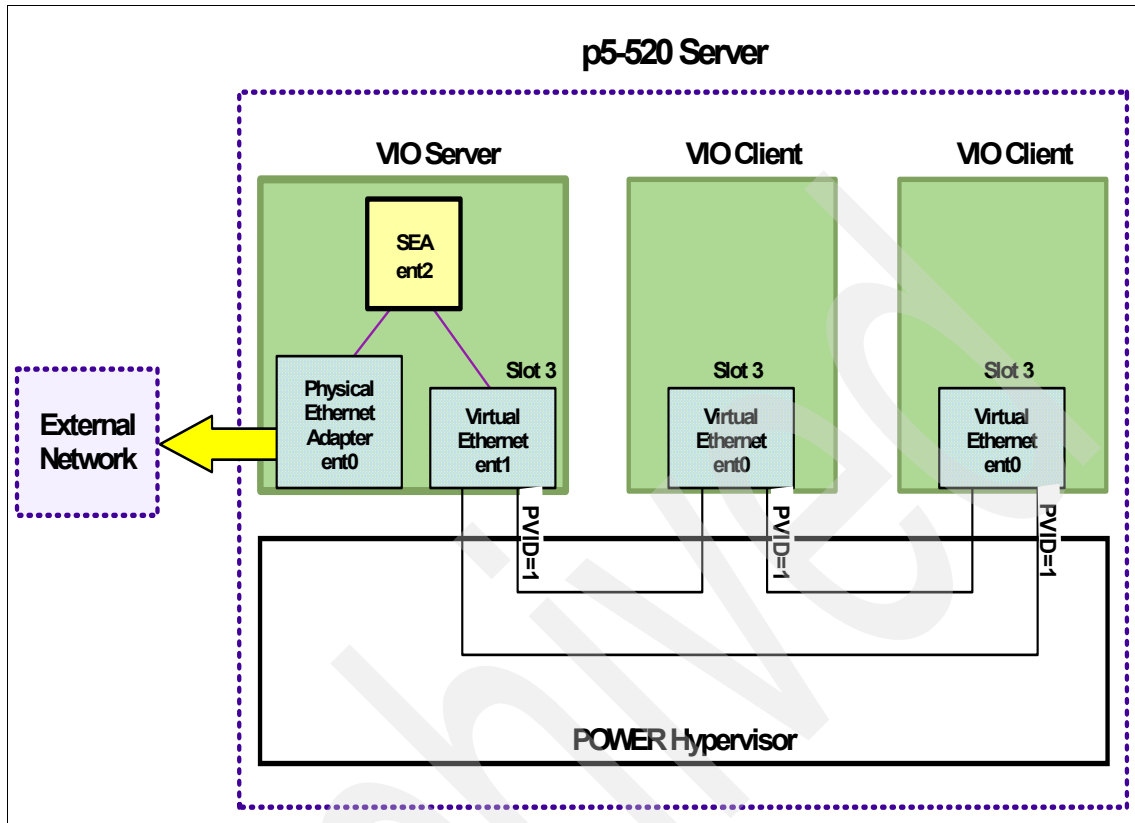 p5-520 Server
VIO Server
VIO Client
VIO Client
SEA
ent2
Slot 3
Slot 3
Slot 3
Physical
Ethernet
Adapter
ent0
Virtual
Ethernet
ent1
Virtual
Ethernet
ent0
Virtual
Ethernet
ent0
External
Network
PVID=1
PVID=1
PVID=1
POWER Hypervisor